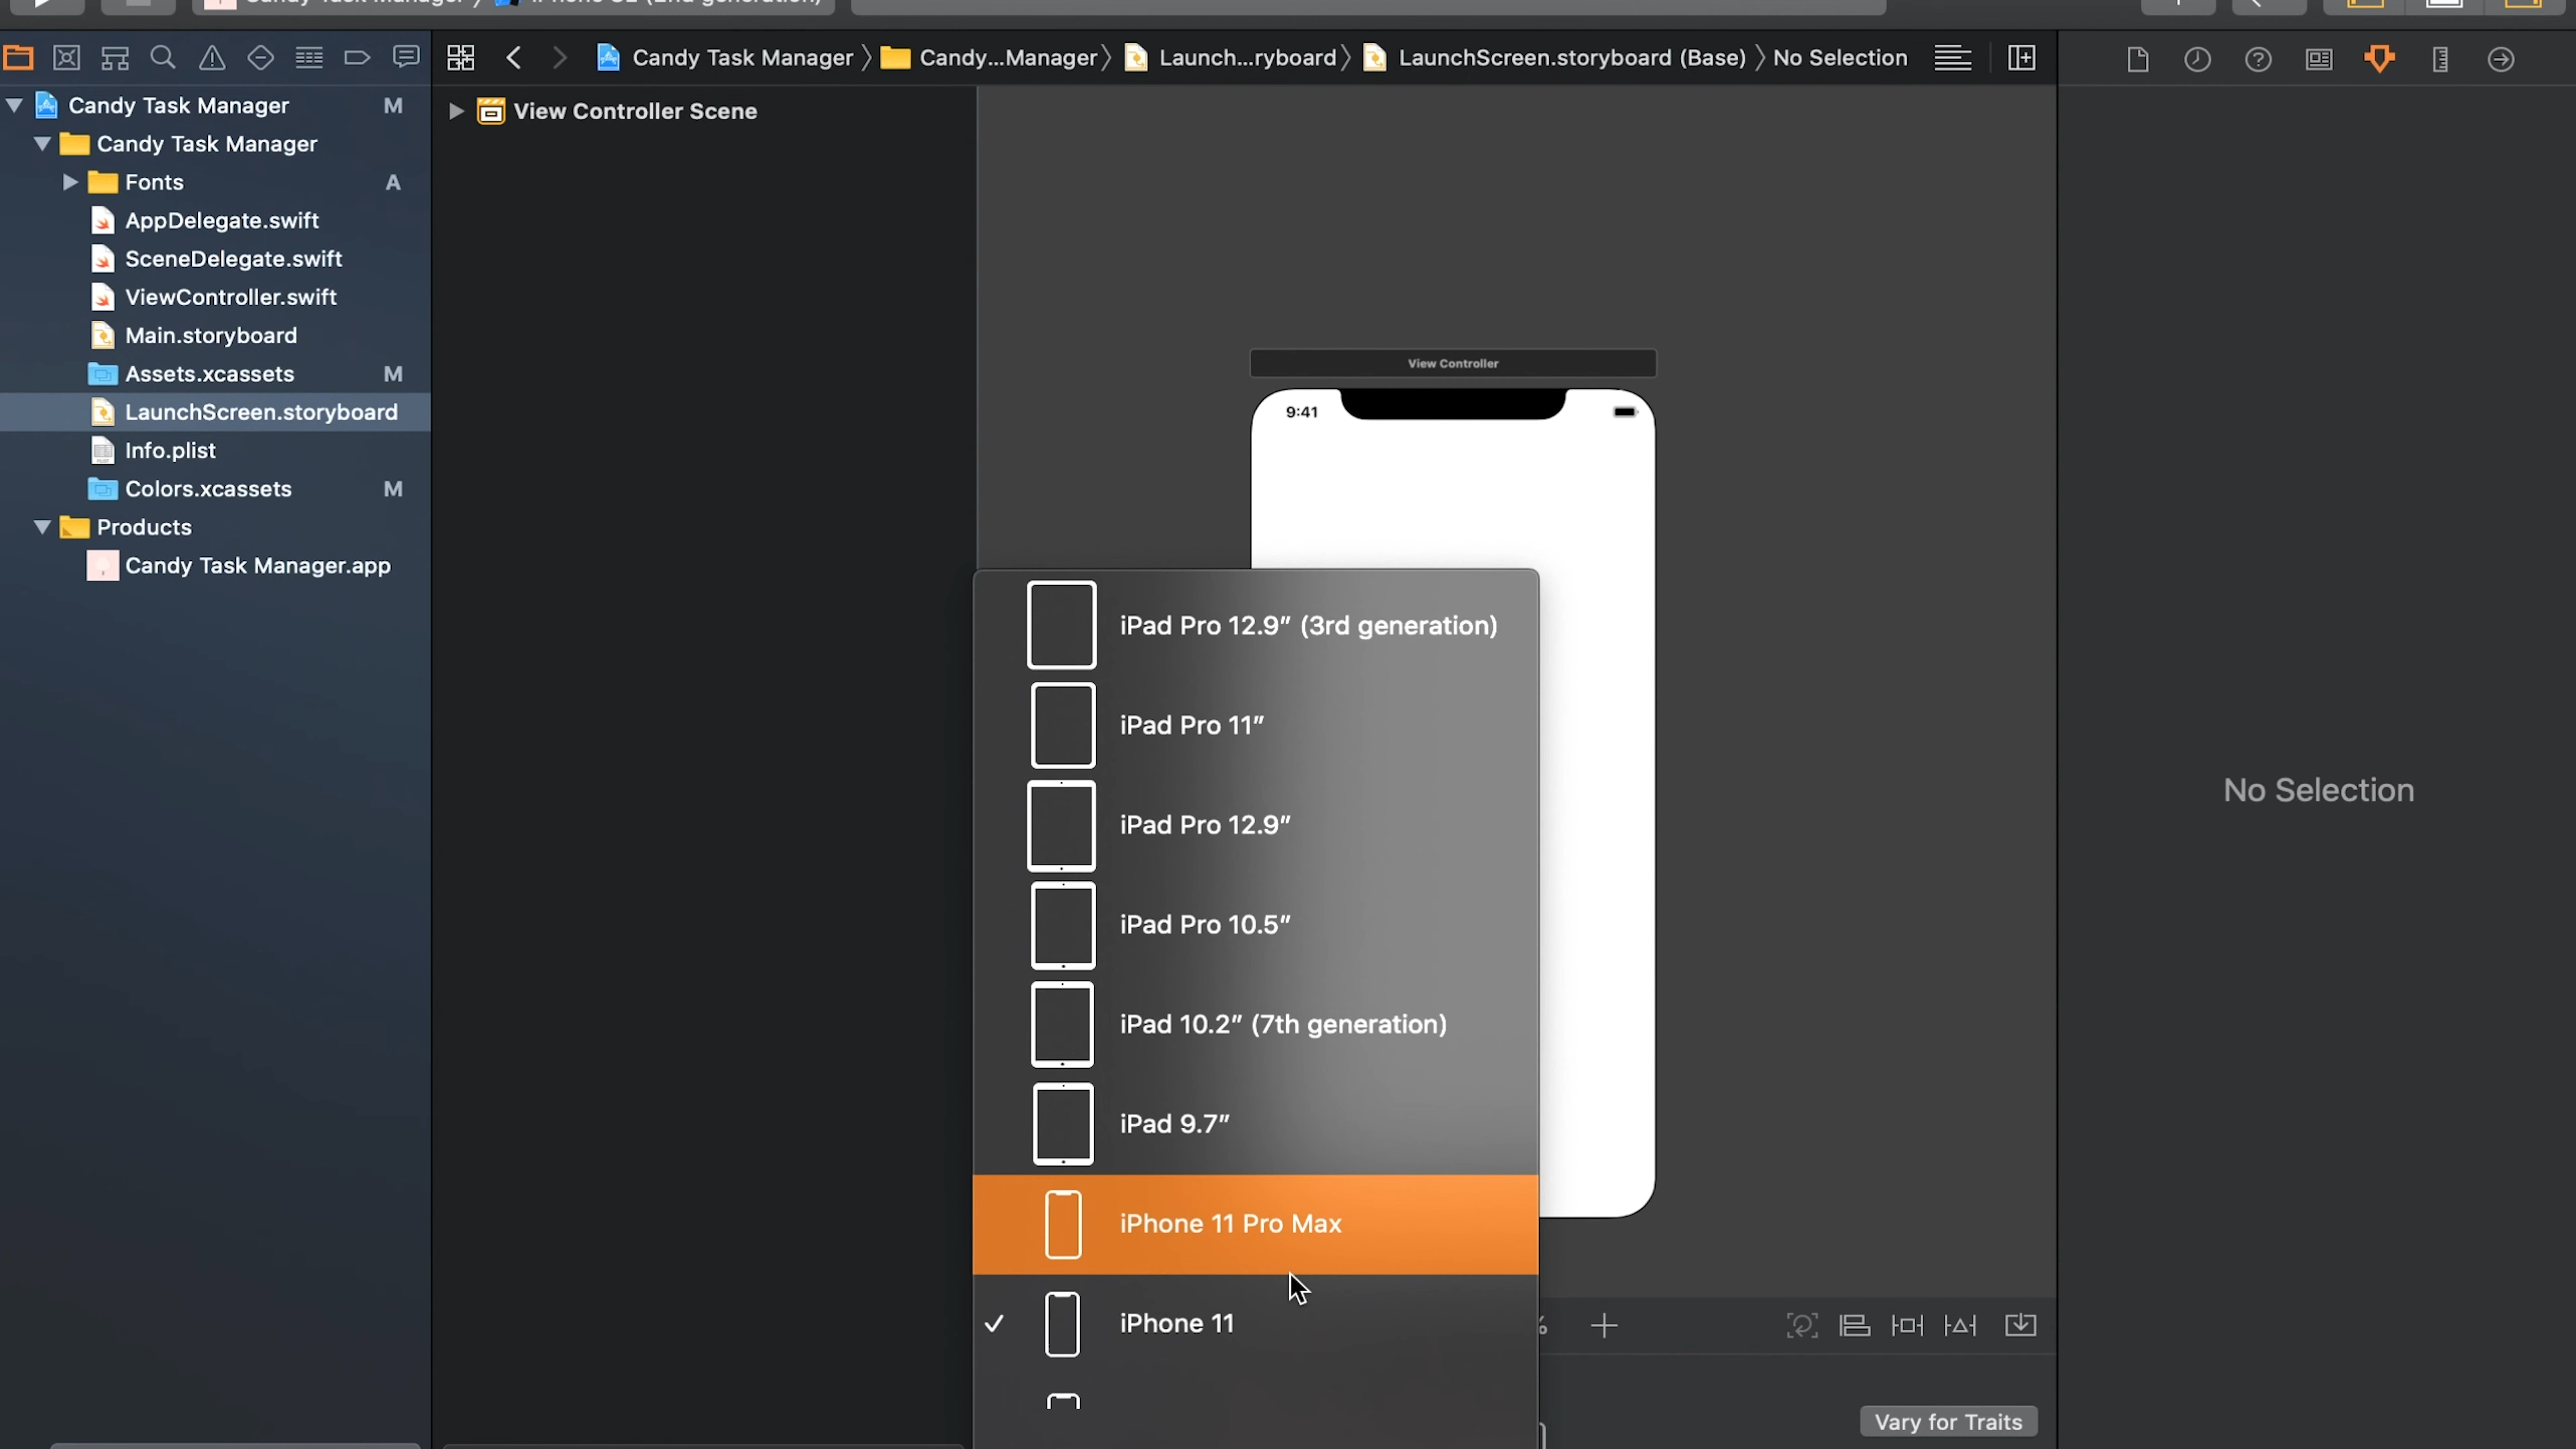 Candy Task Manager
Candy...Manager
Launch...ryboard
LaunchScreen.storyboard (Base)
No Selection
Candy Task Manager M
Candy Task Manager
Fonts A
AppDelegate.swift
SceneDelegate.swift
ViewController.swift
Main.storyboard
Assets.xcassets M
LaunchScreen.storyboard
Info.plist
Colors.xcassets M
Products
Candy Task Manager.app
View Controller Scene
View Controller
9:41
iPad Pro 12.9″ (3rd generation)
iPad Pro 11″
iPad Pro 12.9″
iPad Pro 10.5″
iPad 10.2″ (7th generation)
iPad 9.7″
iPhone 11 Pro Max
iPhone 11
Vary for Traits
No Selection